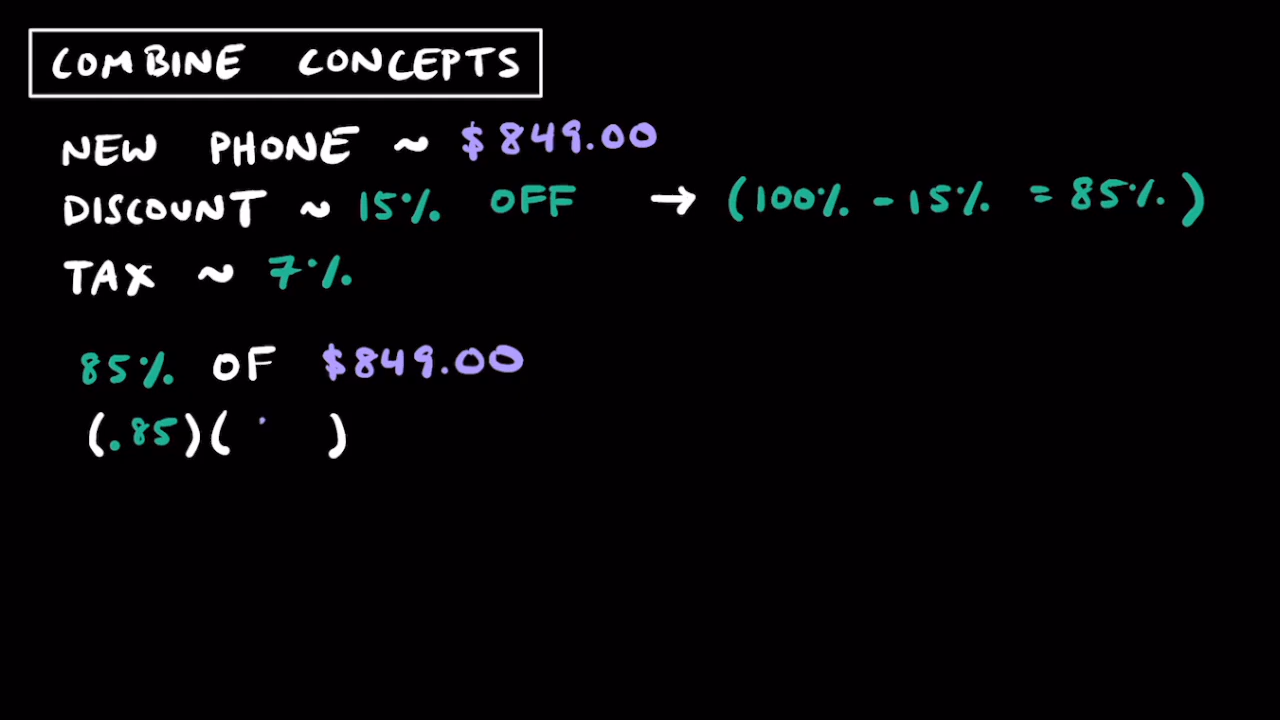 COMBINE CONCEPTS
NEW PHONE ~ $849.00
DISCOUNT ~ 15% OFF → (100% - 15% = 85%)
TAX ~ 7%
85% OF $849.00
(.85)( )